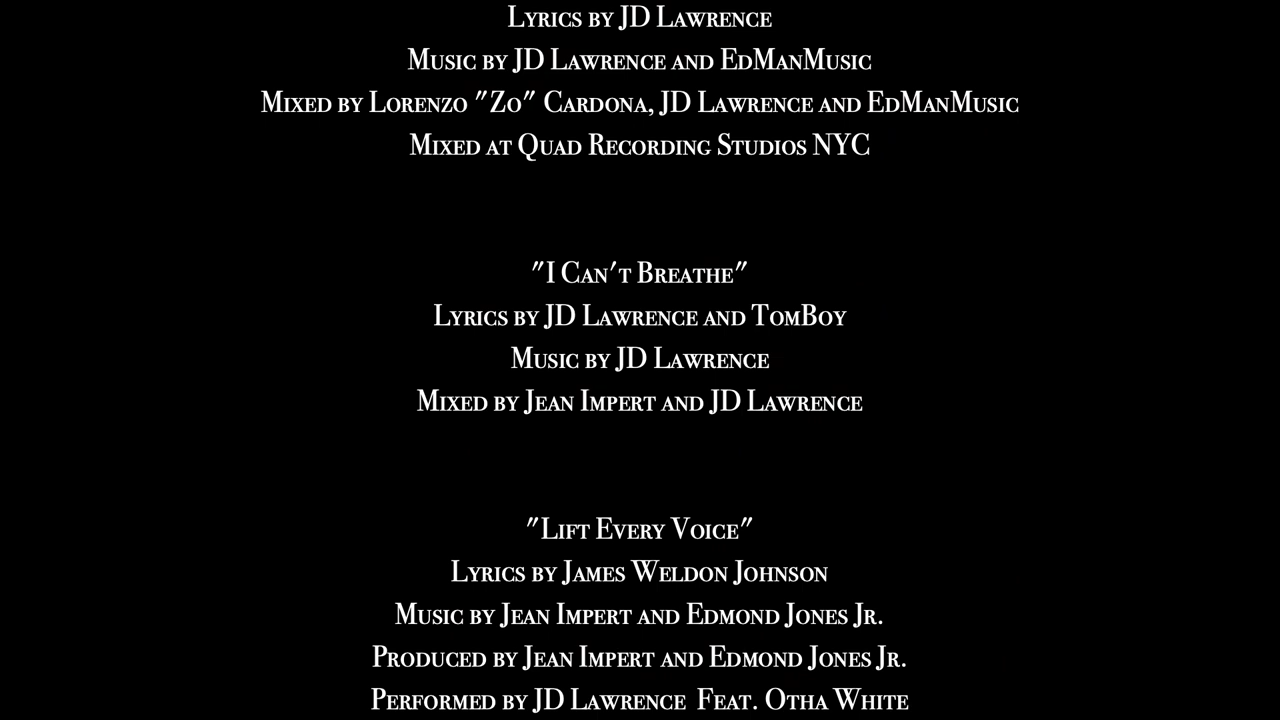 Lyrics by JD Lawrence
Music by JD Lawrence and EdManMusic
Mixed by Lorenzo "Zo" Cardona, JD Lawrence and EdManMusic
Mixed at Quad Recording Studios NYC
"I Can't Breathe"
Lyrics by JD Lawrence and TomBoy
Music by JD Lawrence
Mixed by Jean Impert and JD Lawrence
"Lift Every Voice"
Lyrics by James Weldon Johnson
Music by Jean Impert and Edmond Jones Jr.
Produced by Jean Impert and Edmond Jones Jr.
Performed by JD Lawrence Feat. Otha White